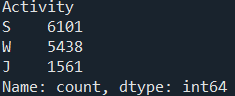 Activity
S    6101
W    5438
J    1561
Name: count, dtype: int64